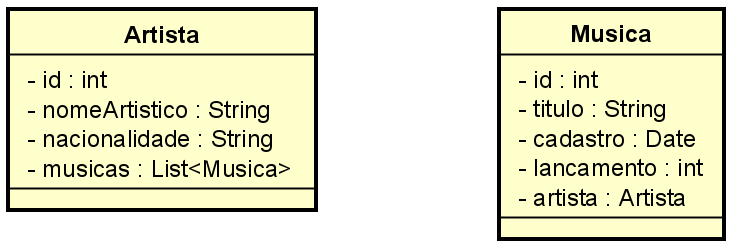 Artista
- id : int
- nomeArtistico : String
- nacionalidade : String
- musicas : List<Musica>
Musica
- id : int
- titulo : String
- cadastro : Date
- lancamento : int
- artista : Artista